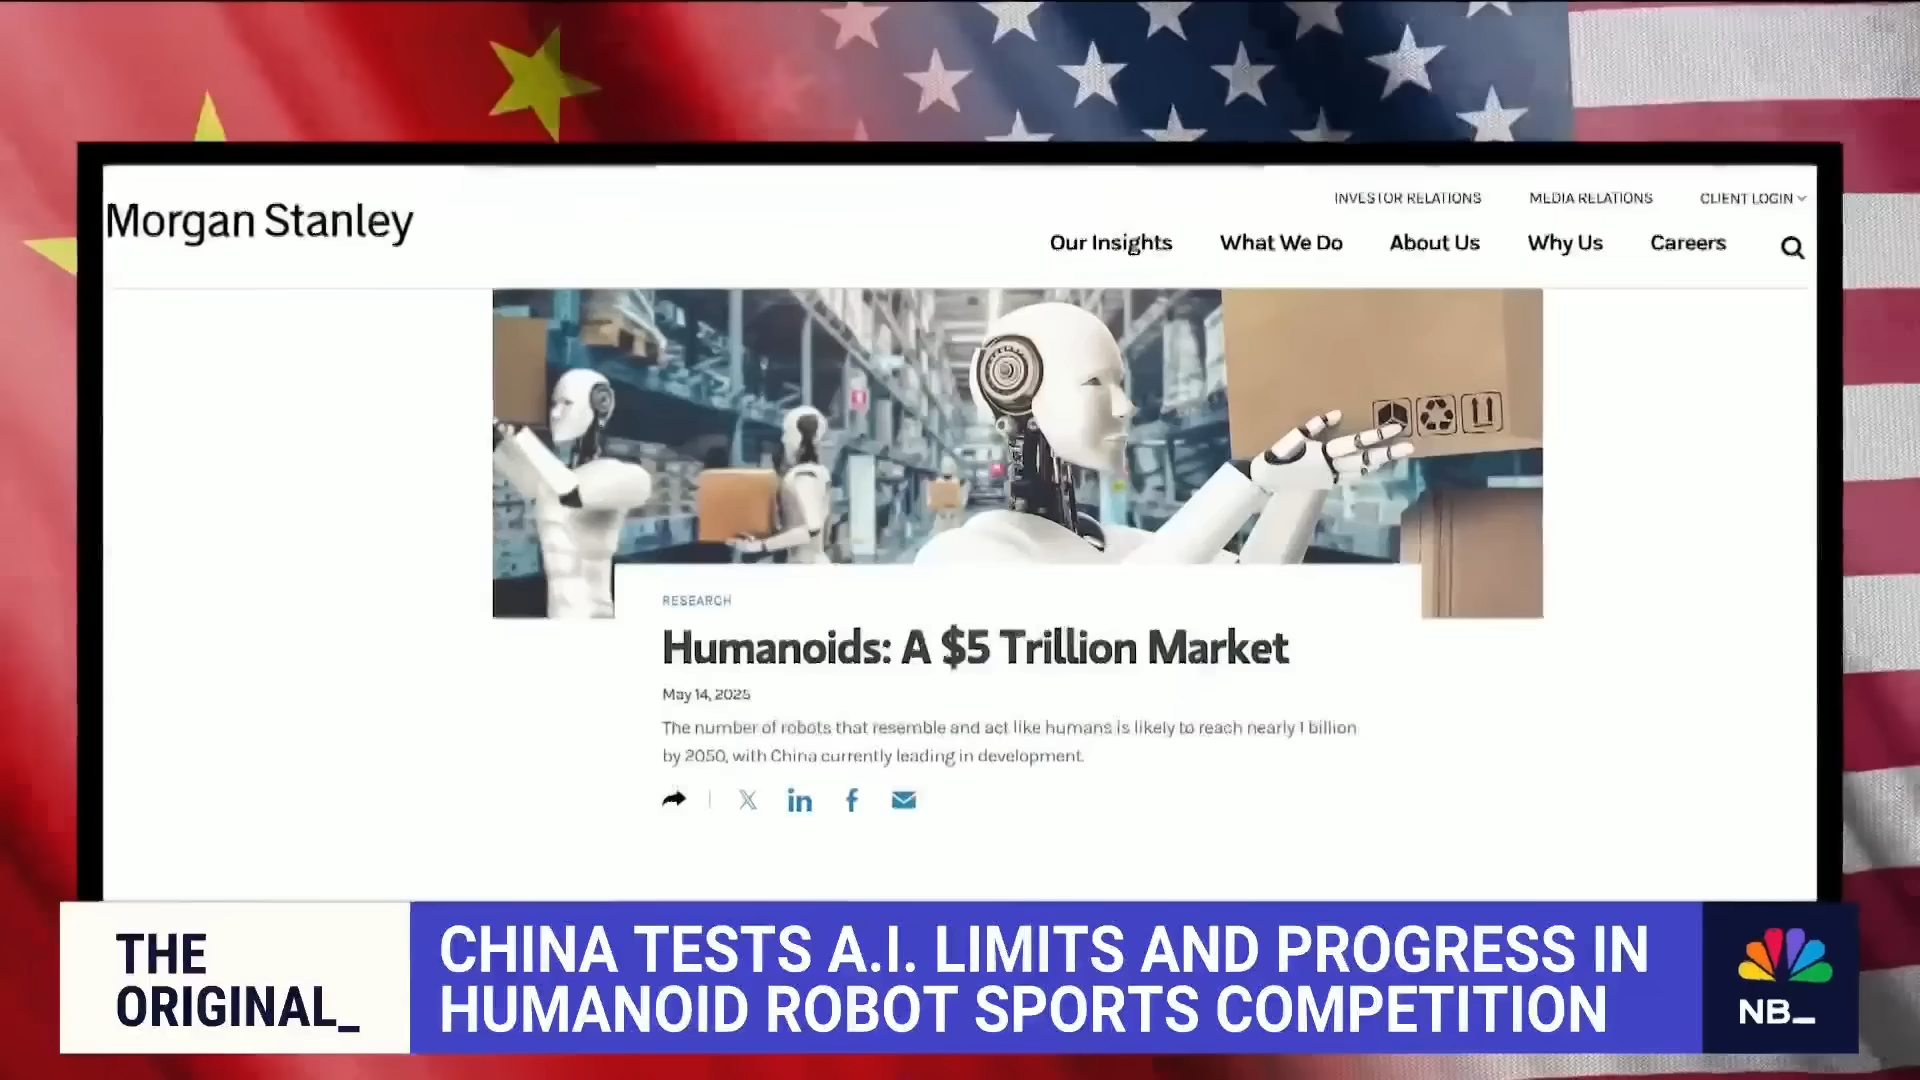 Morgan Stanley
INVESTOR RELATIONS MEDIA RELATIONS CLIENT LOGIN
Our Insights What We Do About Us Why Us Careers
RESEARCH
Humanoids: A $5 Trillion Market
May 14, 2025
The number of robots that resemble and act like humans is likely to reach nearly 1 billion
by 2050, with China currently leading in development.
THE
ORIGINAL_
CHINA TESTS A.I. LIMITS AND PROGRESS IN
HUMANOID ROBOT SPORTS COMPETITION
NB_